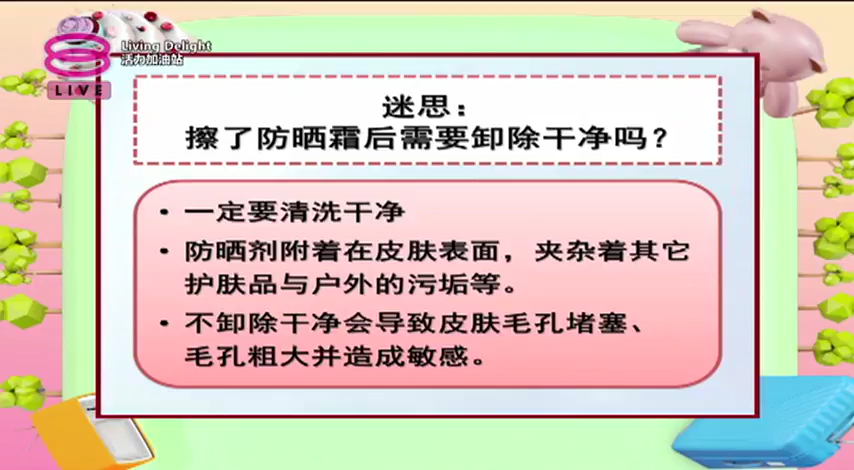 Living Delight
活力加油站
LIVE
迷思：
擦了防晒霜后需要卸除干净吗？
• 一定要清洗干净
• 防晒剂附着在皮肤表面，夹杂着其它
护肤品与户外的污垢等。
• 不卸除干净会导致皮肤毛孔堵塞、
毛孔粗大并造成敏感。